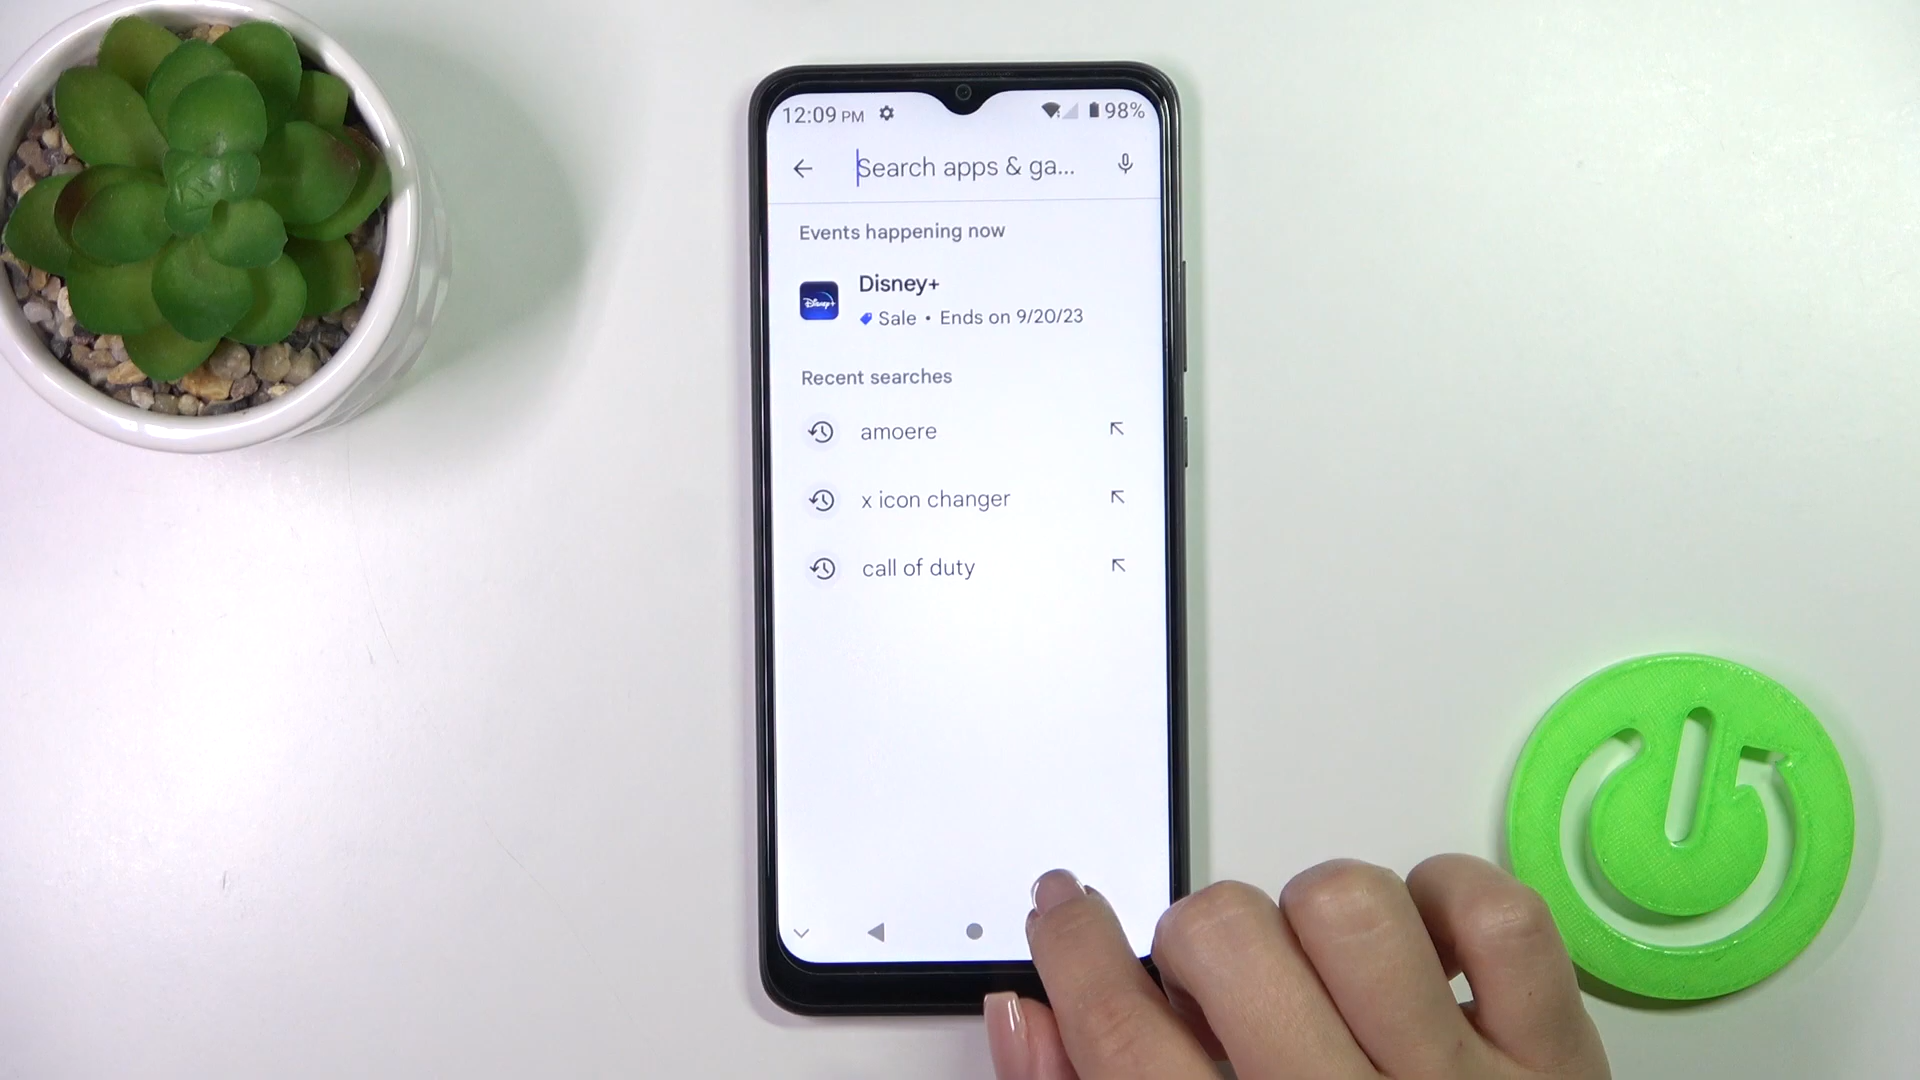 12:09 PM 98%
Search apps & ga...
Events happening now
Disney+
Disney+
Sale • Ends on 9/20/23
Recent searches
amoere
x icon changer
call of duty